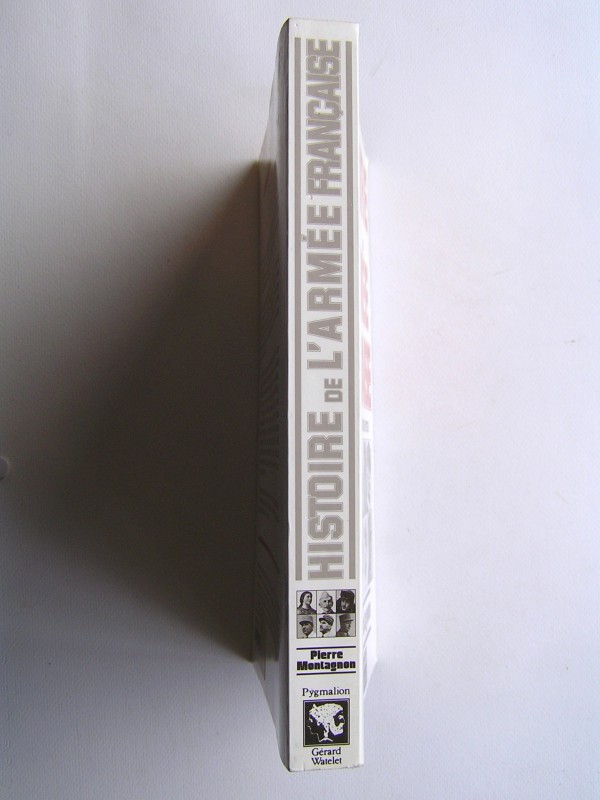 HISTOIRE DE L'ARMÉE FRANÇAISE
Pierre
Montagnon
Pygmalion
Gérard
Watelet